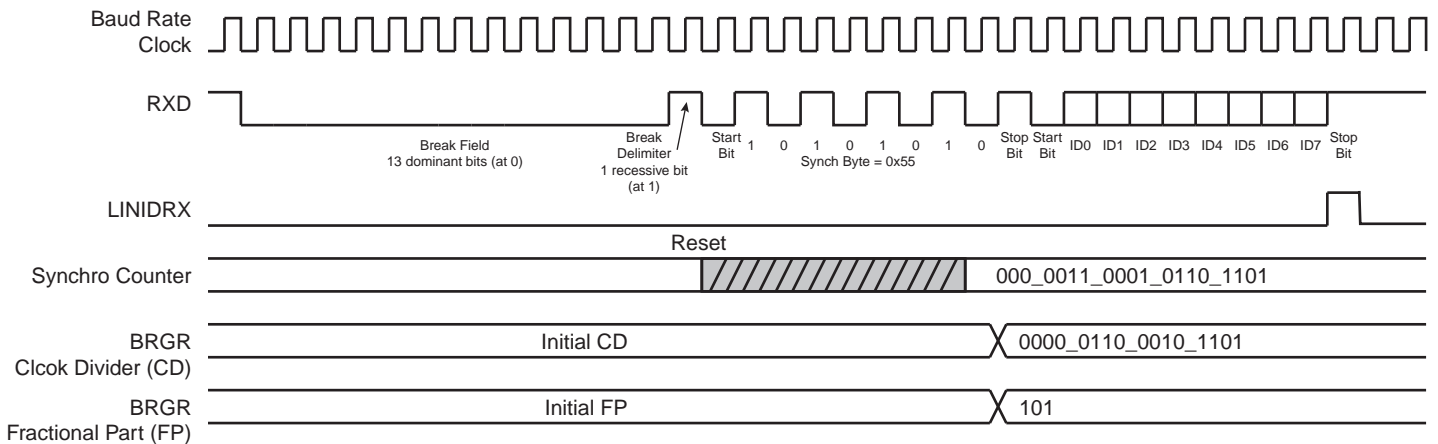 Baud Rate
Clock
RXD
Break Field
13 dominant bits (at 0)
Break
Delimiter
1 recessive bit
(at 1)
Start
Bit
1 0 1 0 1 0 1 0
Synch Byte = 0x55
Stop
Bit
Start
Bit
ID0 ID1 ID2 ID3 ID4 ID5 ID6 ID7
Stop
Bit
LINIDRX
Reset
Synchro Counter
000_0011_0001_0110_1101
BRGR
Clcok Divider (CD)
Initial CD
0000_0110_0010_1101
BRGR
Fractional Part (FP)
Initial FP
101